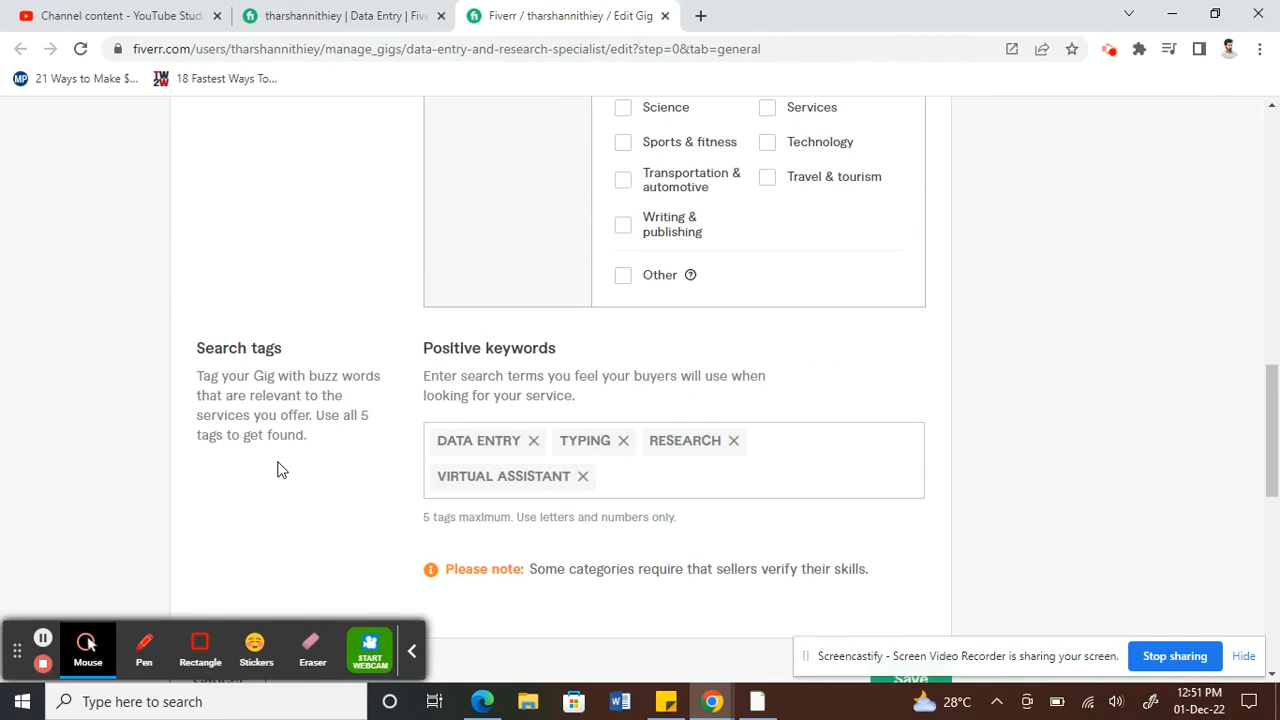 Channel content - YouTube Stud
tharshannithiey | Data Entry | Five
Fiverr / tharshannithiey / Edit Gig
fiverr.com/users/tharshannithiey/manage_gigs/data-entry-and-research-specialist/edit?step=0&tab=general
MP 21 Ways to Make $...
TW 2W 18 Fastest Ways To...
Science Services
Sports & fitness Technology
Transportation &
automotive
Travel & tourism
Writing &
publishing
Other
Search tags
Tag your Gig with buzz words
that are relevant to the
services you offer. Use all 5
tags to get found.
Positive keywords
Enter search terms you feel your buyers will use when
looking for your service.
DATA ENTRY TYPING RESEARCH
VIRTUAL ASSISTANT
5 tags maximum. Use letters and numbers only.
Please note: Some categories require that sellers verify their skills.
Mouse
Pen
Rectangle
Stickers
Eraser
START
WEBCAM
Screencastify - Screen Video Recorder is sharing your screen.
Stop sharing
Hide
Cancel
Save
Type here to search
28°C
12:51 PM
01-Dec-22